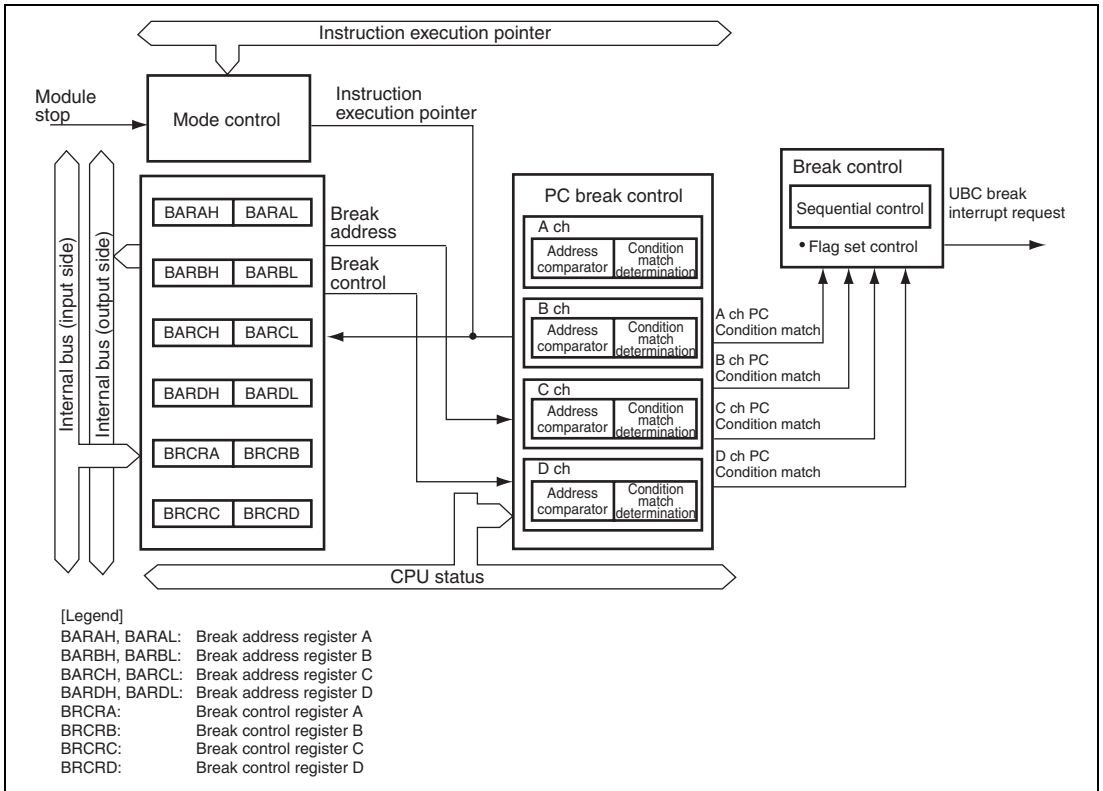 Instruction execution pointer
Module
stop
Mode control
Instruction
execution pointer
Internal bus (input side)
Internal bus (output side)
BARAH BARAL
BARBH BARBL
BARCH BARCL
BARDH BARDL
BRCRA BRCRB
BRCRC BRCRD
Break
address
Break
control
PC break control
A ch
Address
comparator
Condition
match
determination
B ch
Address
comparator
Condition
match
determination
C ch
Address
comparator
Condition
match
determination
D ch
Address
comparator
Condition
match
determination
A ch PC
Condition match
B ch PC
Condition match
C ch PC
Condition match
D ch PC
Condition match
Break control
Sequential control
• Flag set control
UBC break
interrupt request
CPU status
[Legend]
BARAH, BARAL: Break address register A
BARBH, BARBL: Break address register B
BARCH, BARCL: Break address register C
BARDH, BARDL: Break address register D
BRCRA: Break control register A
BRCRB: Break control register B
BRCRC: Break control register C
BRCRD: Break control register D